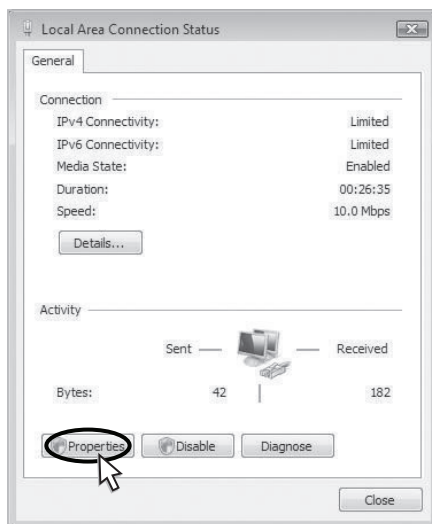 Local Area Connection Status
General
Connection
IPv4 Connectivity: Limited
IPv6 Connectivity: Limited
Media State: Enabled
Duration: 00:26:35
Speed: 10.0 Mbps
Details...
Activity
Sent Received
Bytes: 42 182
Properties Disable Diagnose
Close